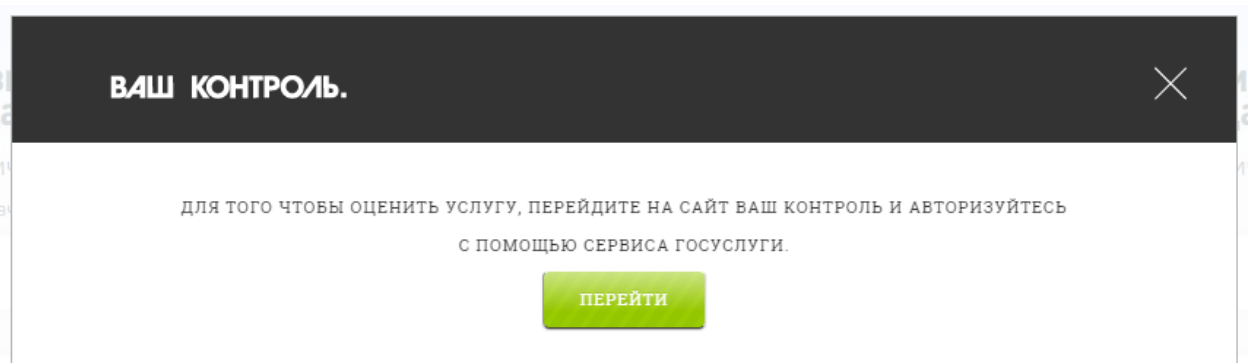 ВАШ КОНТРОЛЬ.
ДЛЯ ТОГО ЧТОБЫ ОЦЕНИТЬ УСЛУГУ, ПЕРЕЙДИТЕ НА САЙТ ВАШ КОНТРОЛЬ И АВТОРИЗУЙТЕСЬ
С ПОМОЩЬЮ СЕРВИСА ГОСУСЛУГИ.
ПЕРЕЙТИ